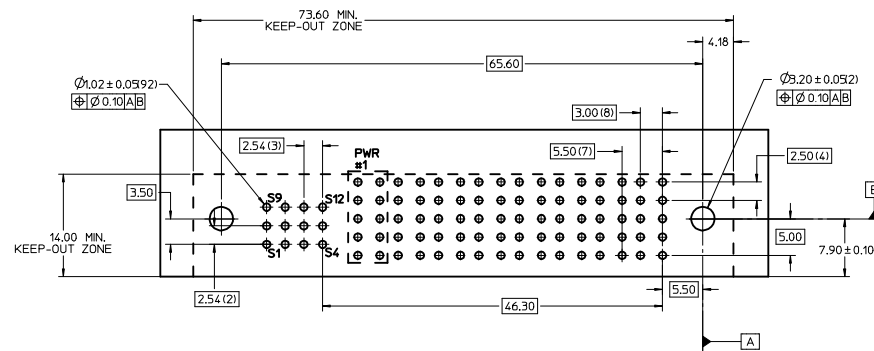 73.60 MIN.
KEEP-OUT ZONE
4.18
65.60
Ø1.02 ± 0.05(92)
⌖ Ø 0.10 A B
Ø3.20 ± 0.05(2)
⌖ Ø 0.10 A B
3.00 (8)
2.54 (3)
PWR
#1
5.50 (7)
2.50 (4)
S9
S12
3.50
B
14.00 MIN.
KEEP-OUT ZONE
S1
S4
5.00
7.90 ± 0.10
2.54 (2)
46.30
5.50
A